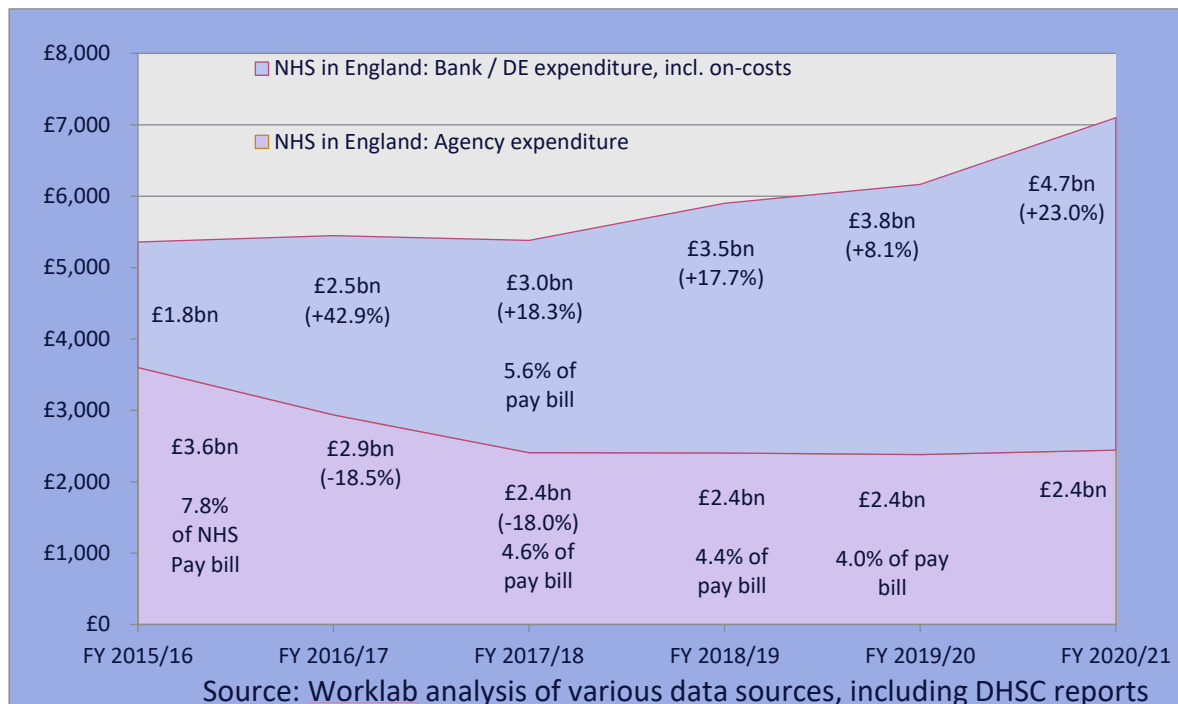 £8,000
NHS in England: Bank / DE expenditure, incl. on-costs
£7,000
NHS in England: Agency expenditure
£6,000
£5,000
£4,000
£3,000
£2,000
£1,000
£0
£1.8bn
£2.5bn
(+42.9%)
£3.0bn
(+18.3%)
5.6% of
pay bill
£3.5bn
(+17.7%)
£3.8bn
(+8.1%)
£4.7bn
(+23.0%)
£3.6bn
7.8%
of NHS
Pay bill
£2.9bn
(-18.5%)
£2.4bn
(-18.0%)
4.6% of
pay bill
£2.4bn
4.4% of
pay bill
£2.4bn
4.0% of pay
bill
£2.4bn
FY 2015/16
FY 2016/17
FY 2017/18
FY 2018/19
FY 2019/20
FY 2020/21
Source: Worklab analysis of various data sources, including DHSC reports